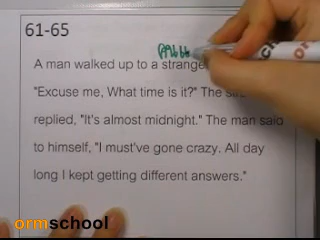 61-65
A man walked up to a stranger
"Excuse me, What time is it?" The
replied, "It's almost midnight." The man said
to himself, "I must've gone crazy. All day
long I kept getting different answers."
ormschool